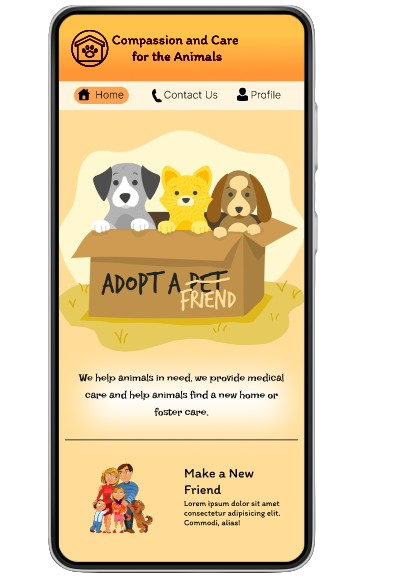 Compassion and Care
for the Animals
Home
Contact Us
Profile
ADOPT A PET
FRIEND
We help animals in need, we provide medical
care and help animals find a new home or
foster care.
Make a New
Friend
Lorem ipsum dolor sit amet
consectetur adipisicing elit.
Commodi, alias!